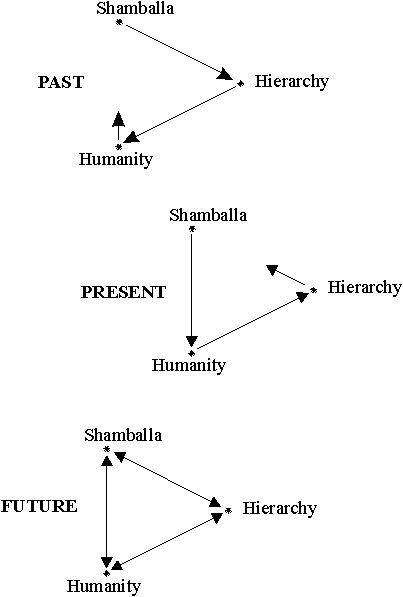 Shamballa
PAST
Hierarchy
Humanity
Shamballa
PRESENT
Hierarchy
Humanity
Shamballa
FUTURE
Hierarchy
Humanity